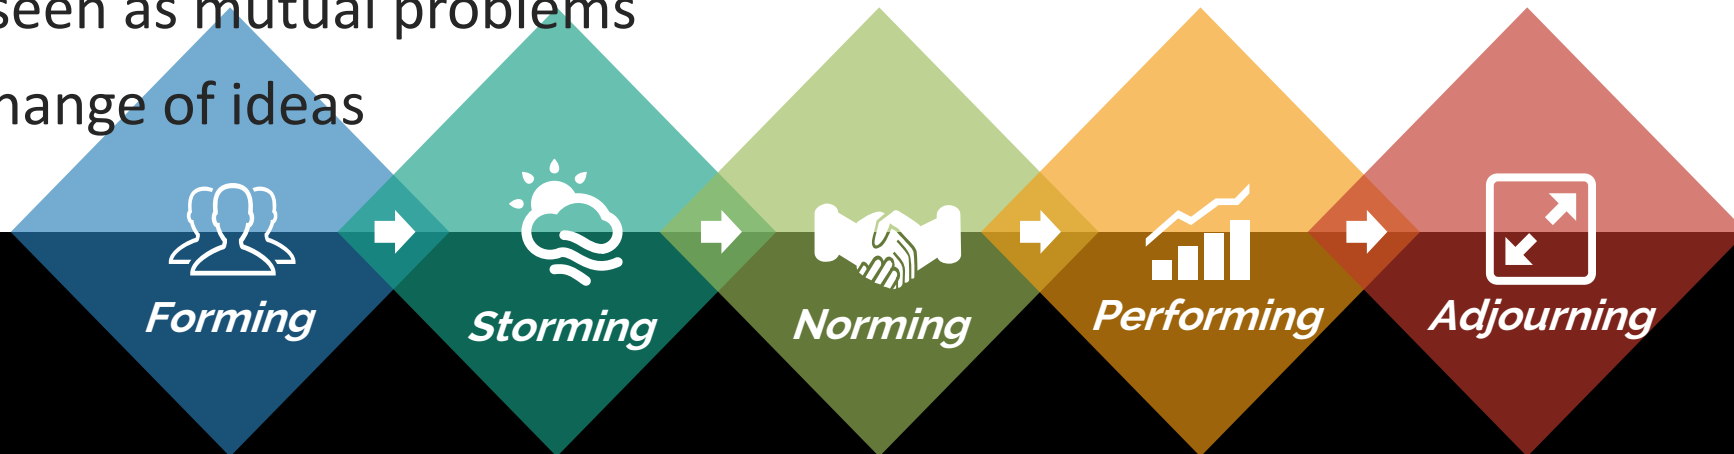 seen as mutual problems
hange of ideas
Forming
Storming
Norming
Performing
Adjourning